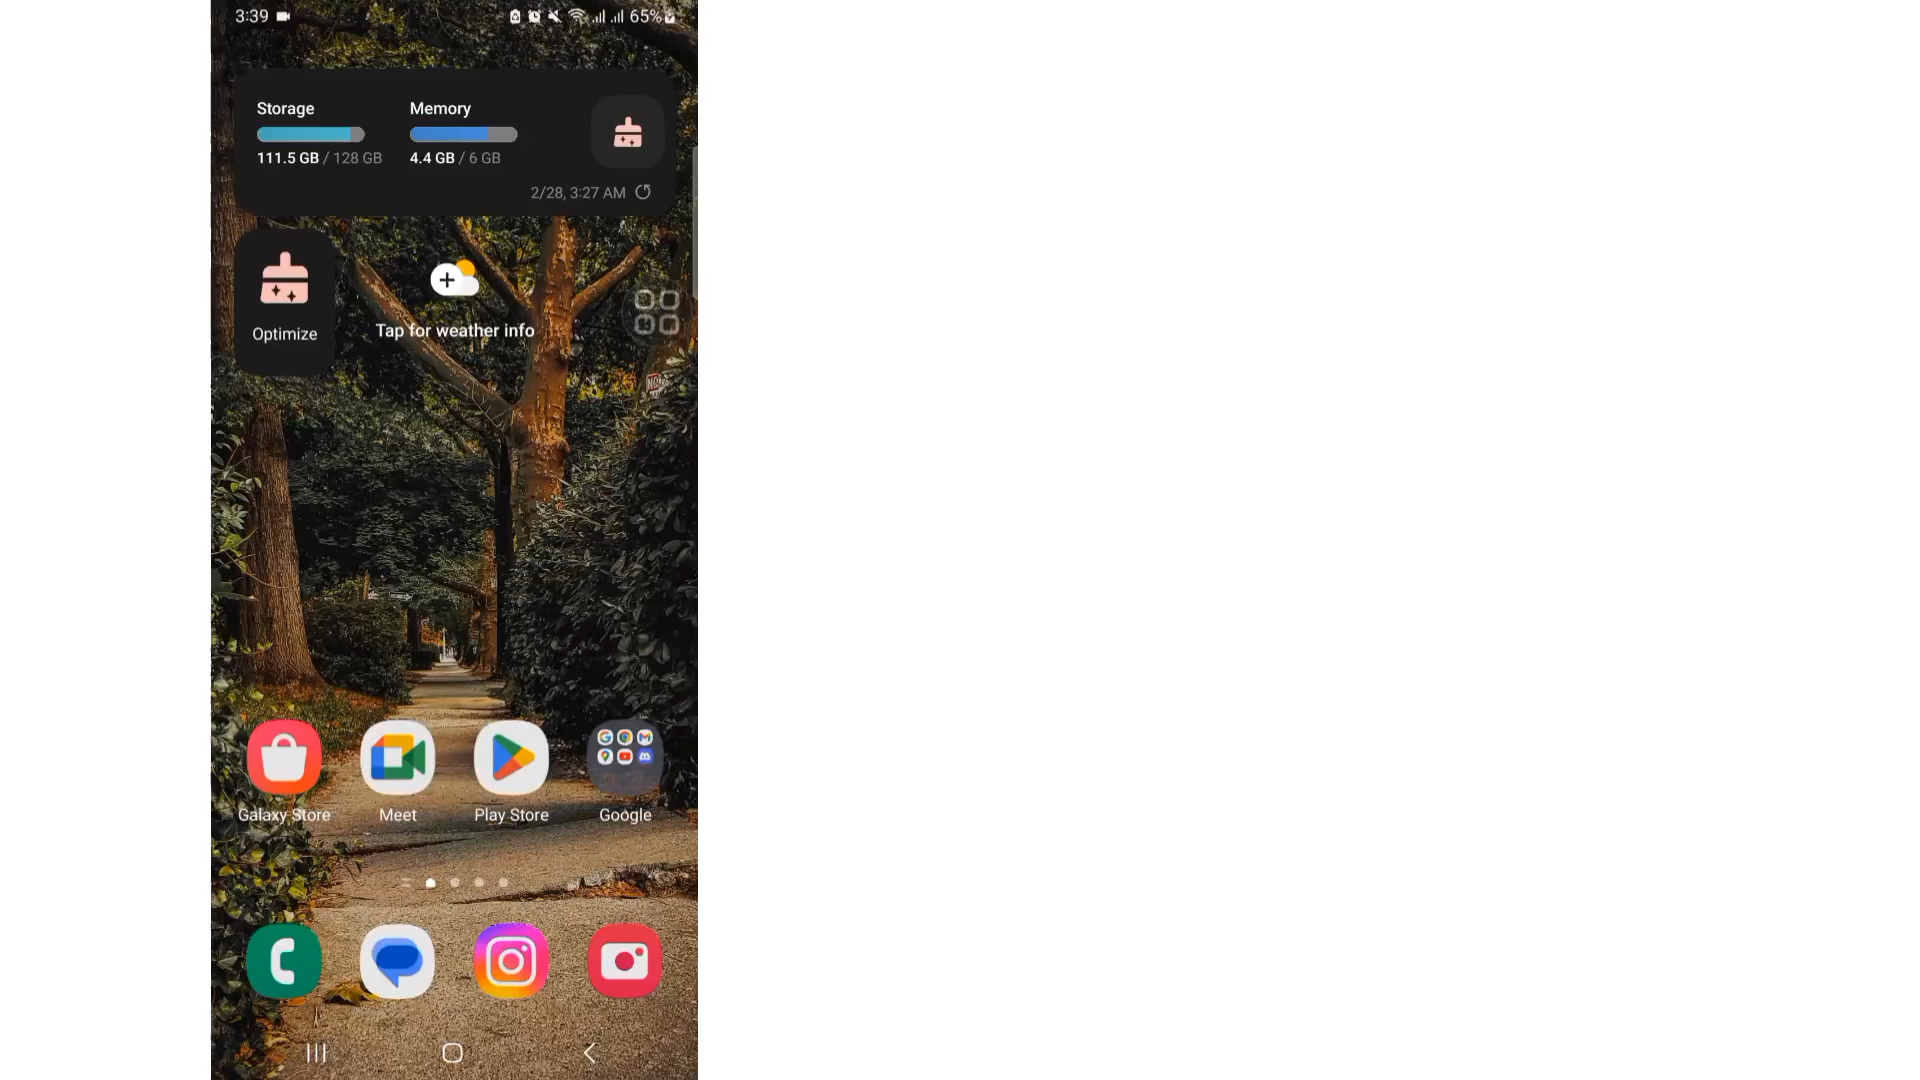 3:39 65%
Storage Memory
111.5 GB / 128 GB 4.4 GB / 6 GB
2/28, 3:27 AM
Optimize
Tap for weather info
NO
Galaxy Store Meet Play Store Google